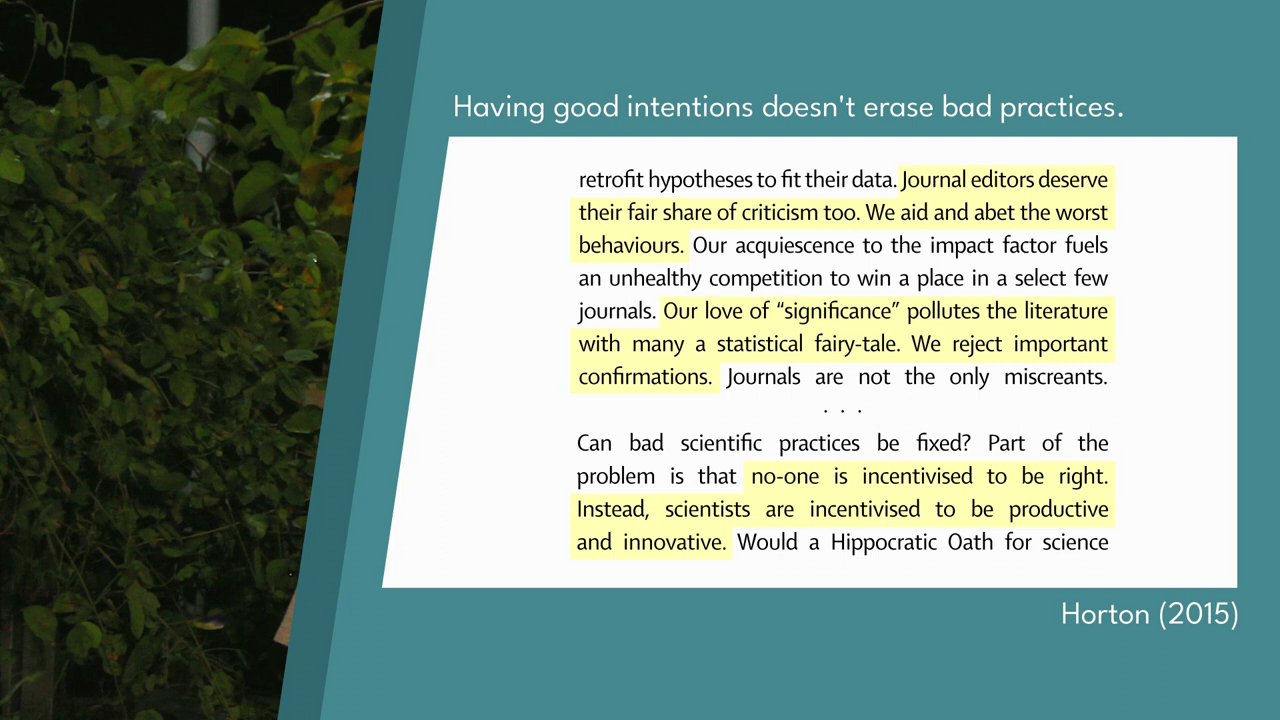 Having good intentions doesn't erase bad practices.
retrofit hypotheses to fit their data. Journal editors deserve
their fair share of criticism too. We aid and abet the worst
behaviours. Our acquiescence to the impact factor fuels
an unhealthy competition to win a place in a select few
journals. Our love of “significance” pollutes the literature
with many a statistical fairy-tale. We reject important
confirmations. Journals are not the only miscreants.
. . .
Can bad scientific practices be fixed? Part of the
problem is that no-one is incentivised to be right.
Instead, scientists are incentivised to be productive
and innovative. Would a Hippocratic Oath for science
Horton (2015)